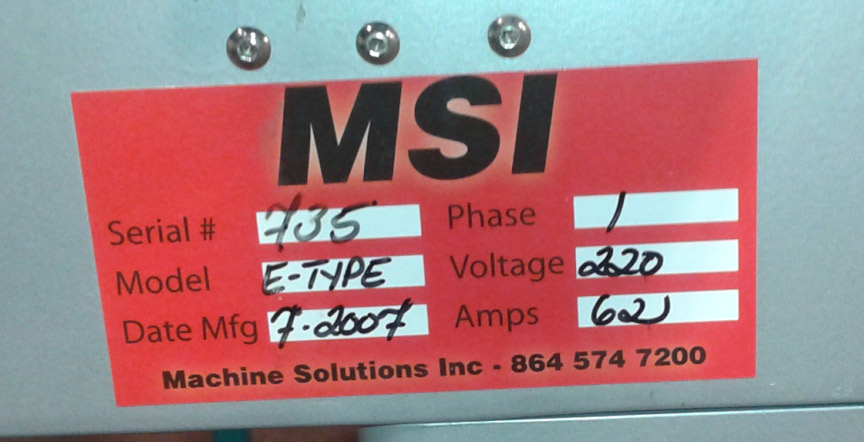 MSI
Serial # 735 Phase 1
Model E-TYPE Voltage 220
Date Mfg 7-2007 Amps 62
Machine Solutions Inc - 864 574 7200